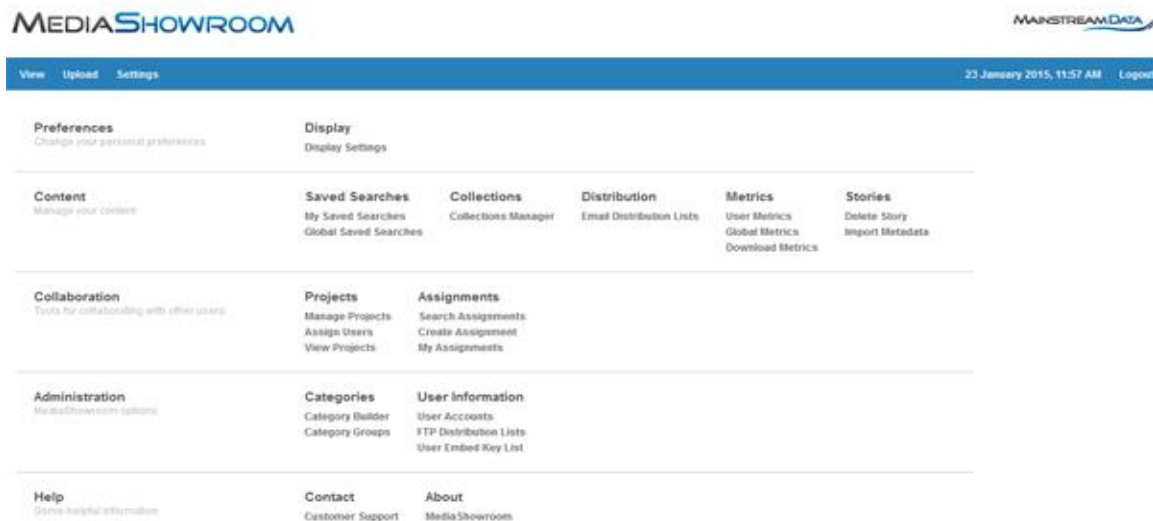 MEDIASHOWROOM
MAINSTREAMDATA
View Upload Settings
23 January 2015, 11:57 AM Logout
Preferences
Change your personal preferences
Display
Display Settings
Content
Manage your content
Saved Searches
My Saved Searches
Global Saved Searches
Collections
Collections Manager
Distribution
Email Distribution Lists
Metrics
User Metrics
Global Metrics
Download Metrics
Stories
Delete Story
Import Metadata
Collaboration
Tools for collaborating with other users
Projects
Manage Projects
Assign Users
View Projects
Assignments
Search Assignments
Create Assignment
My Assignments
Administration
MediaShowroom options
Categories
Category Builder
Category Groups
User Information
User Accounts
FTP Distribution Lists
User Embed Key List
Help
Some helpful information
Contact
Customer Support
About
MediaShowroom